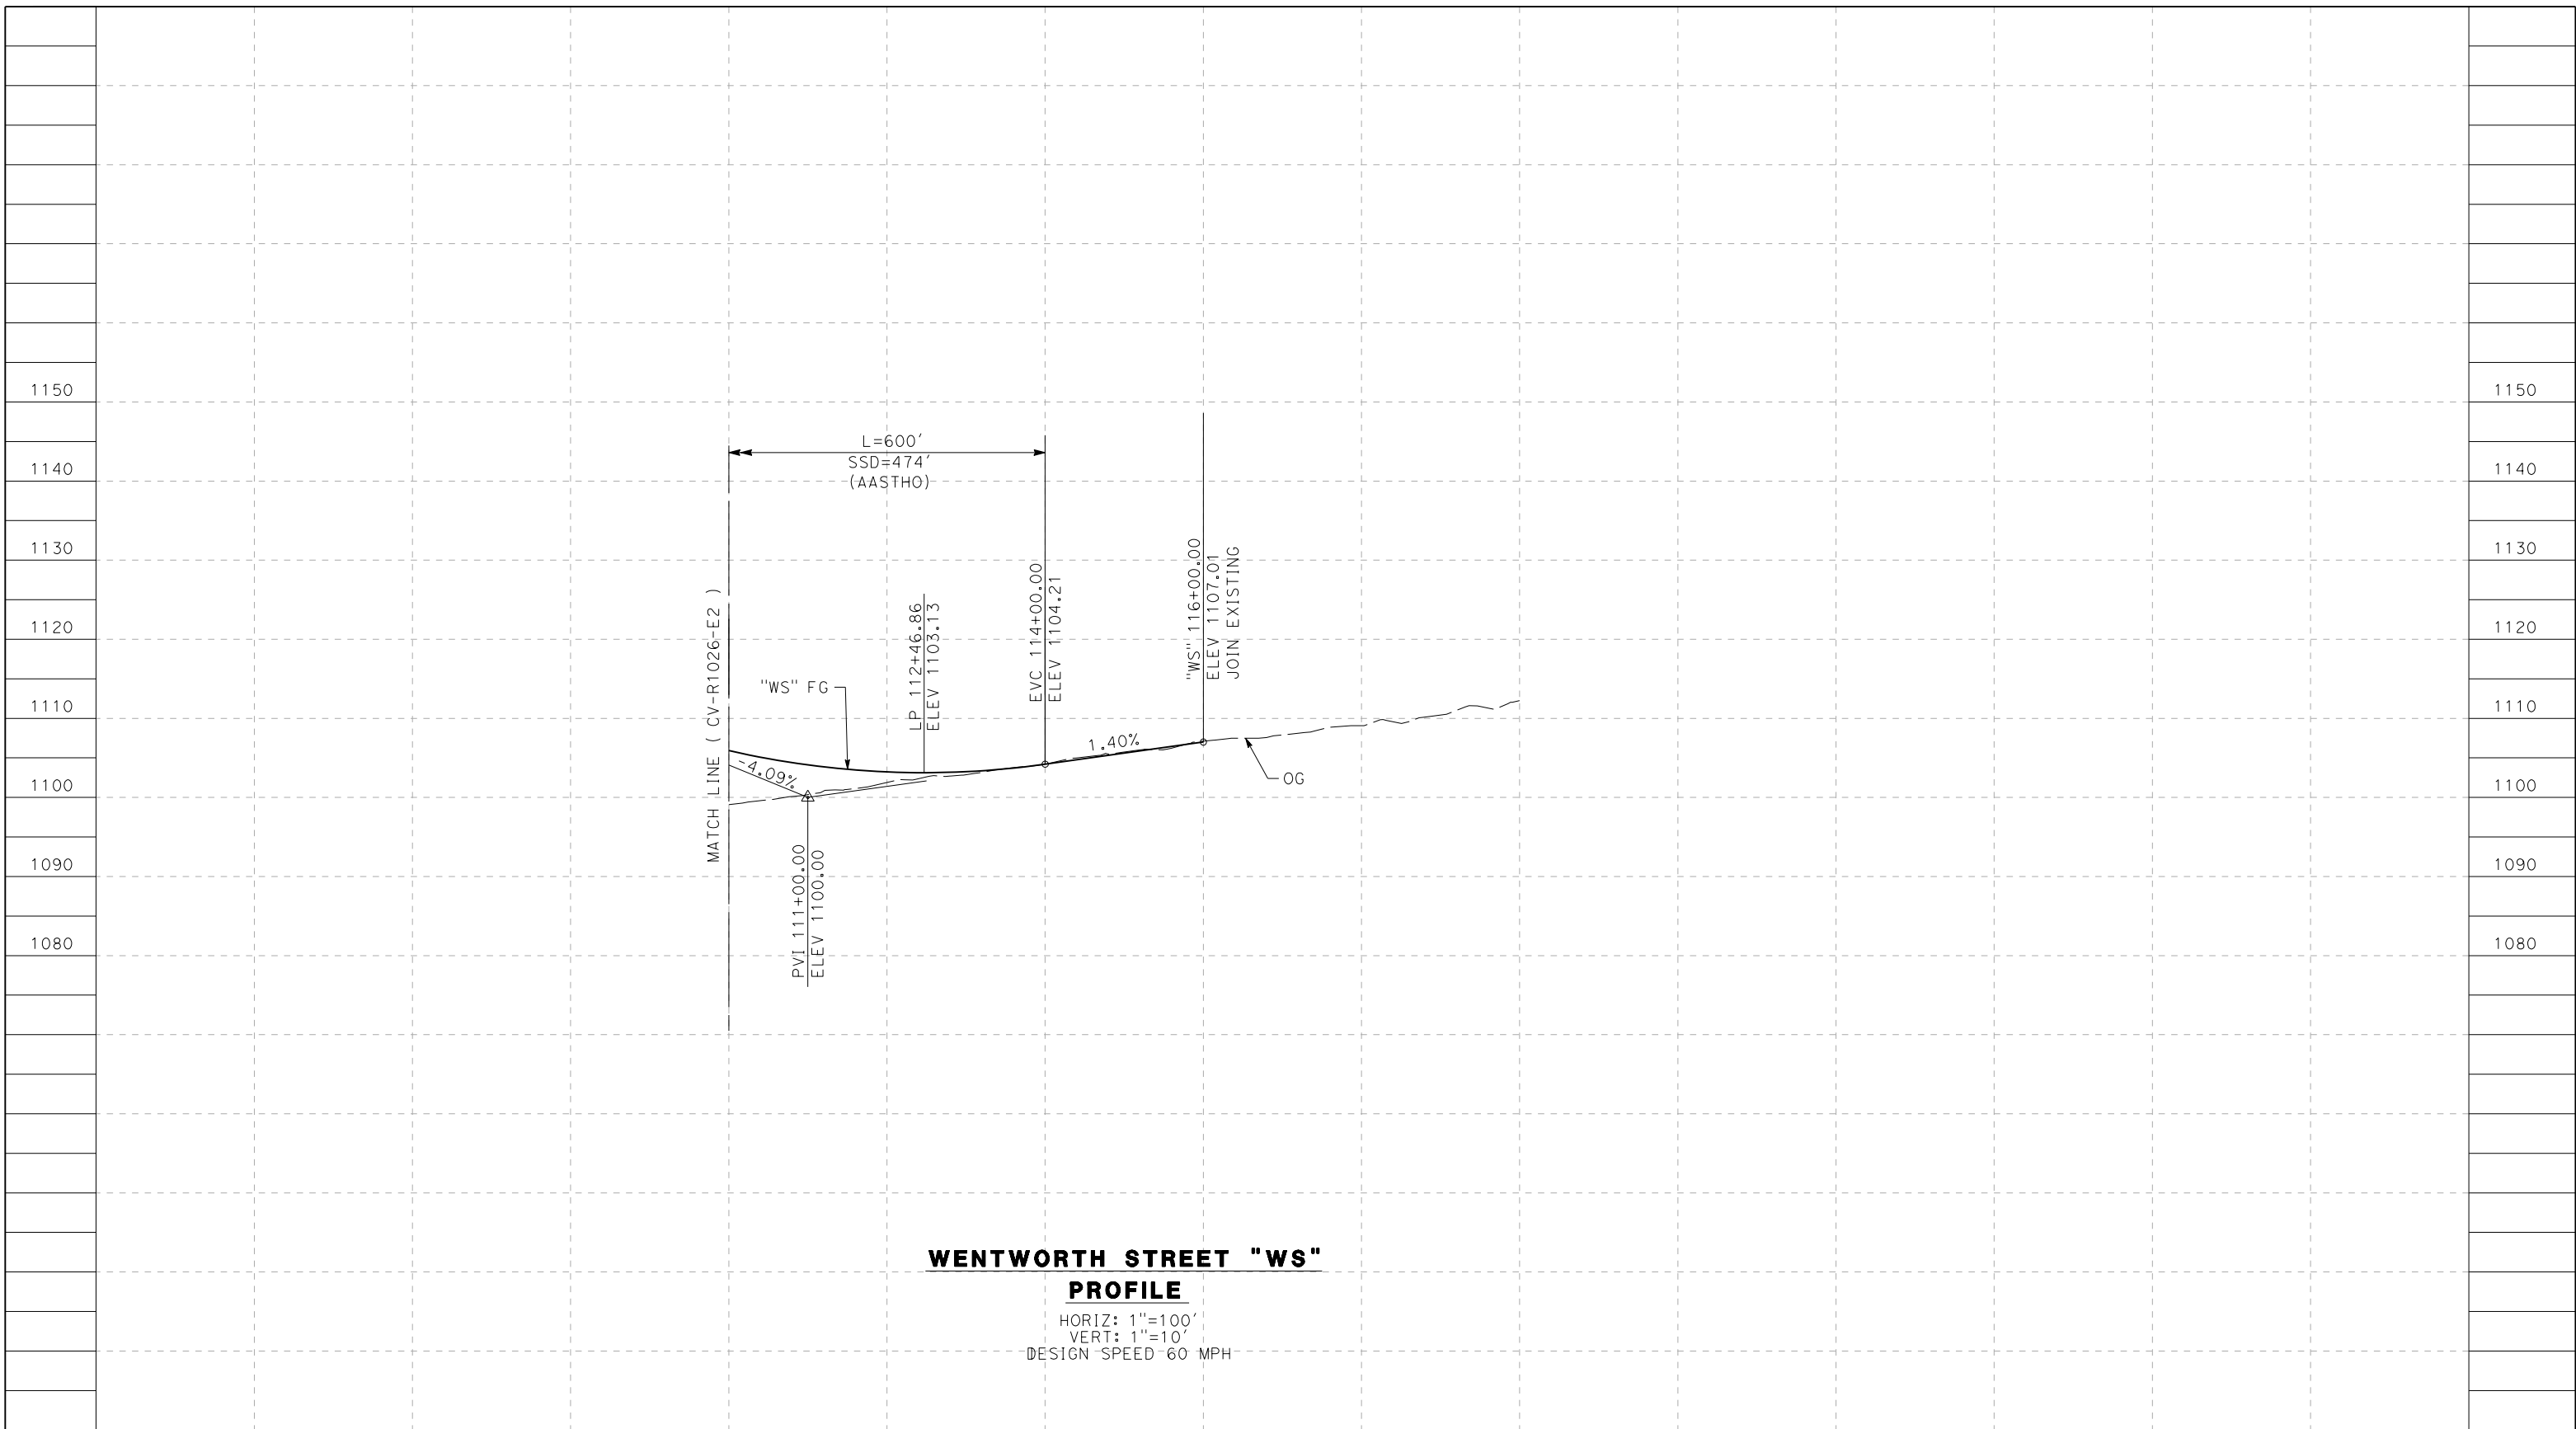 1150
1140
1130
1120
1110
1100
1090
1080
MATCH LINE ( CV-R1026-E2 )
L=600'
SSD=474'
(AASTHO)
"WS" FG
-4.09%
PVI 111+00.00
ELEV 1100.00
LP 112+46.86
ELEV 1103.13
EVC 114+00.00
ELEV 1104.21
1.40%
"WS" 116+00.00
ELEV 1107.01
JOIN EXISTING
OG
1150
1140
1130
1120
1110
1100
1090
1080
WENTWORTH STREET "WS"
PROFILE
HORIZ: 1"=100'
VERT: 1"=10'
DESIGN SPEED 60 MPH